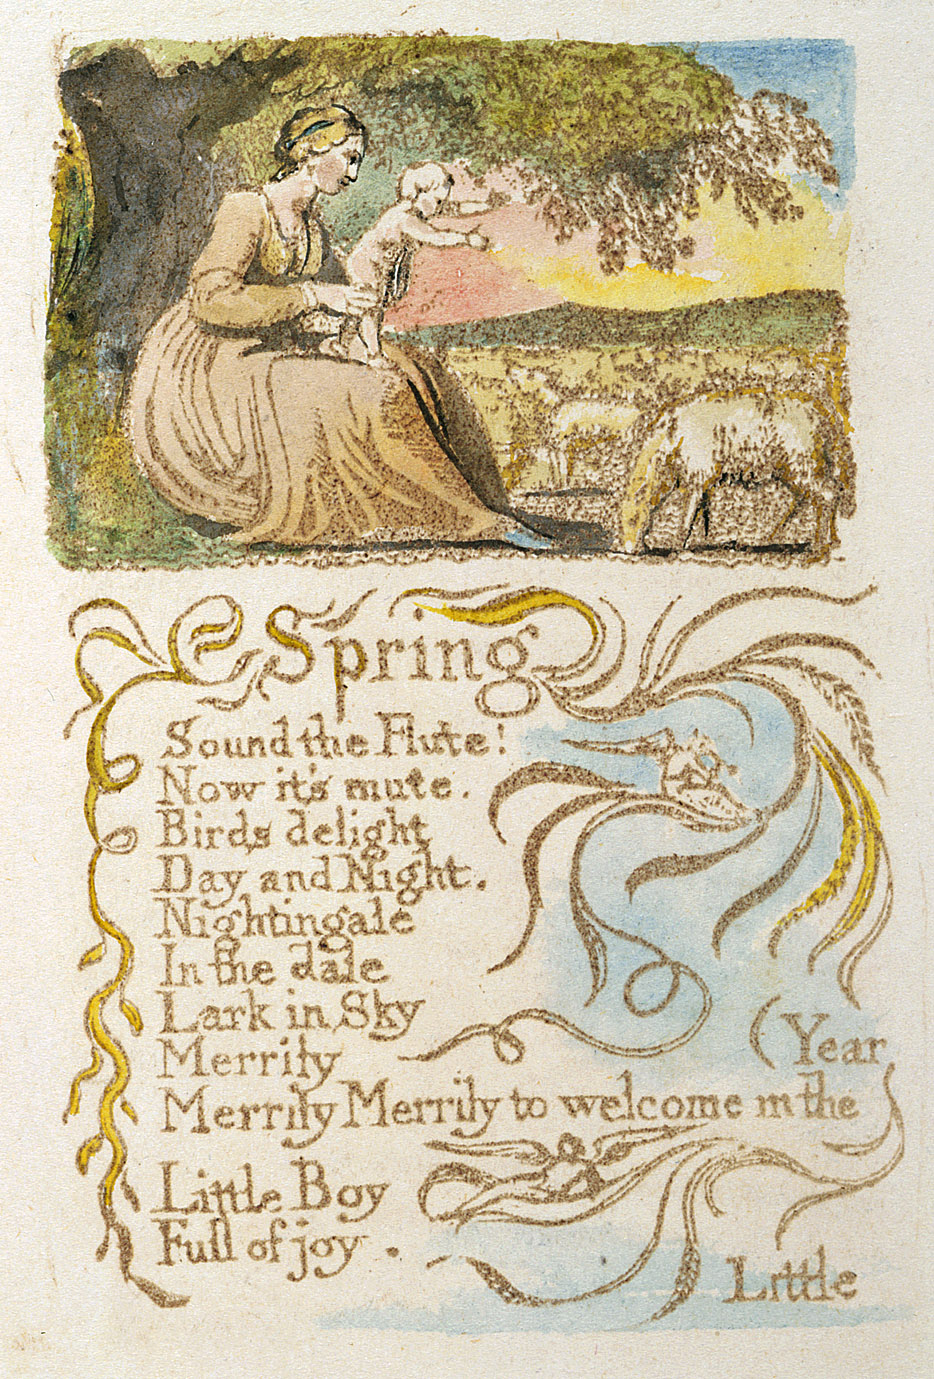 Spring
Sound the Flute!
Now it's mute.
Birds delight
Day and Night.
Nightingale
In the dale
Lark in Sky
Merrily
(Year
Merrily Merrily to welcome in the
Little Boy
Full of joy.
Little